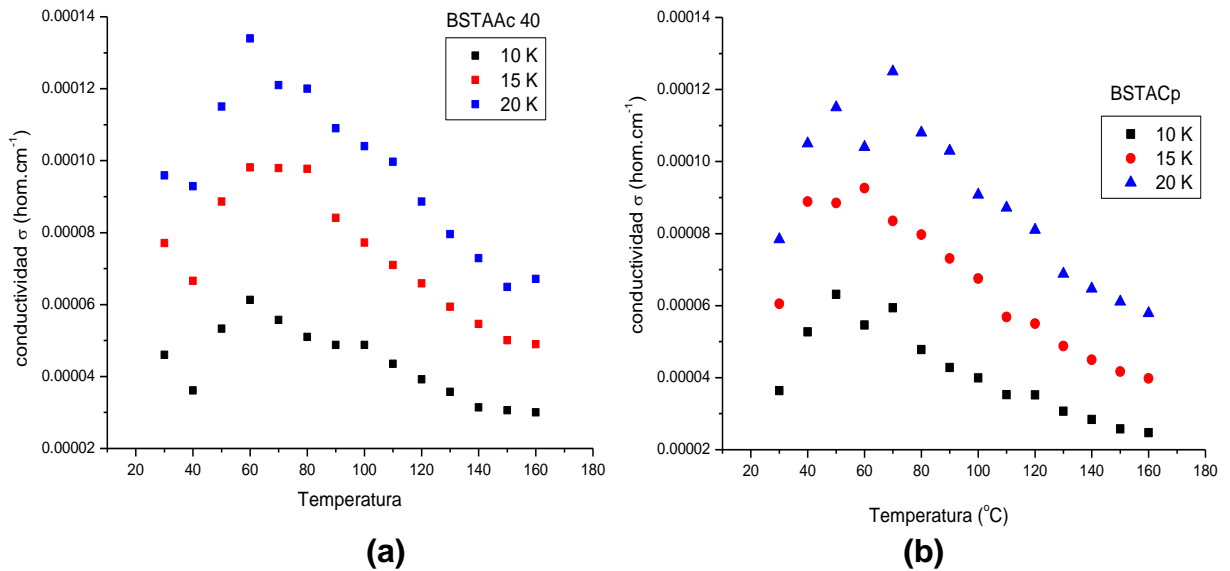 BSTAAc 40
10 K
15 K
20 K
0.00014
0.00012
0.00010
0.00008
0.00006
0.00004
0.00002
conductividad σ (hom.cm⁻¹)
20 40 60 80 100 120 140 160 180
Temperatura
(a)
BSTACp
10 K
15 K
20 K
0.00014
0.00012
0.00010
0.00008
0.00006
0.00004
0.00002
conductividad σ (hom.cm⁻¹)
20 40 60 80 100 120 140 160 180
Temperatura (°C)
(b)